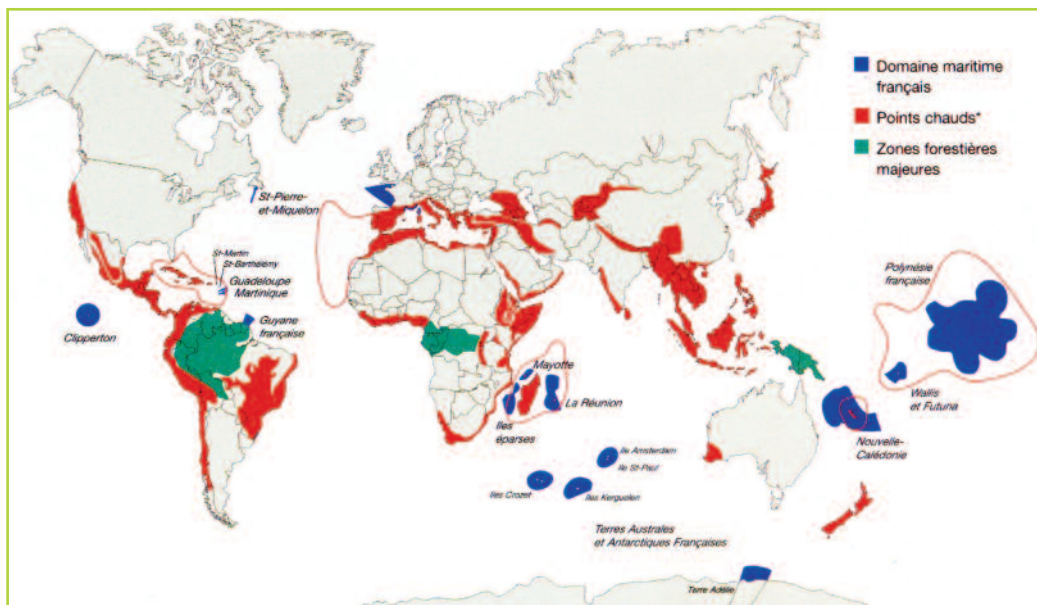 Domaine maritime
français
Points chauds*
Zones forestières
majeures
St-Pierre-
et-Miquelon
St-Martin
St-Barthélémy
Guadeloupe
Martinique
Guyane
française
Clipperton
Polynésie
française
Wallis
et Futuna
Nouvelle-
Calédonie
Mayotte
La Réunion
Iles
éparses
Ile Amsterdam
Ile St-Paul
Iles Crozet
Iles Kerguelen
Terres Australes
et Antarctiques Françaises
Terre Adélie